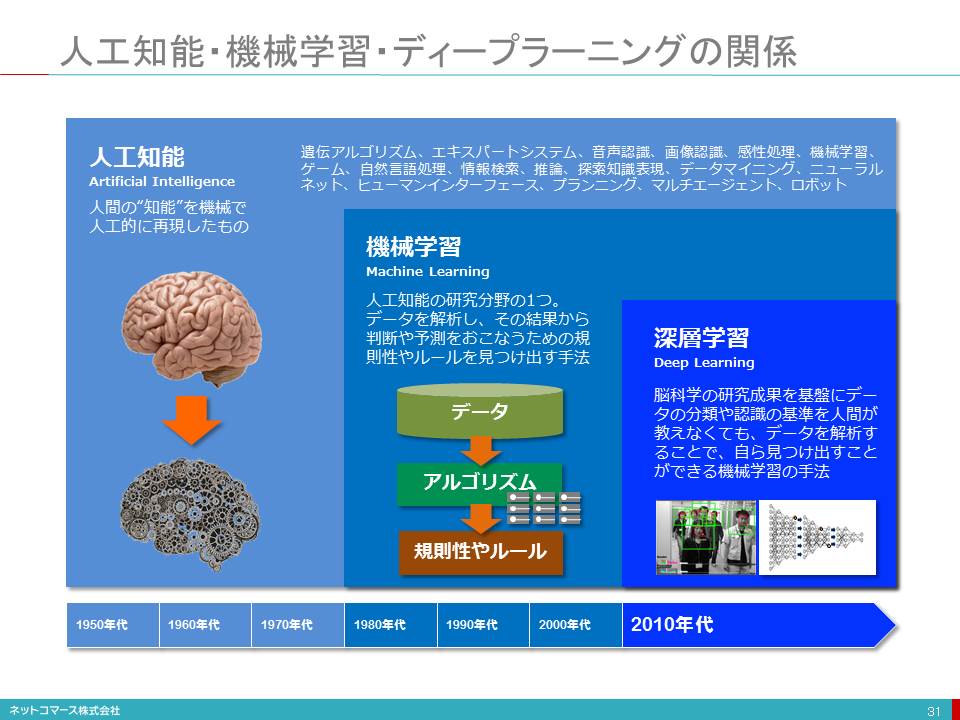 人工知能・機械学習・ディープラーニングの関係
人工知能
Artificial Intelligence
人間の“知能”を機械で
人工的に再現したもの
遺伝アルゴリズム、エキスパートシステム、音声認識、画像認識、感性処理、機械学習、
ゲーム、自然言語処理、情報検索、推論、探索知識表現、データマイニング、ニューラル
ネット、ヒューマンインターフェース、プランニング、マルチエージェント、ロボット
機械学習
Machine Learning
人工知能の研究分野の1つ。
データを解析し、その結果から
判断や予測をおこなうための規
則性やルールを見つけ出す手法
データ
アルゴリズム
規則性やルール
深層学習
Deep Learning
脳科学の研究成果を基盤にデー
タの分類や認識の基準を人間が
教えなくても、データを解析す
ることで、自ら見つけ出すこと
ができる機械学習の手法
1950年代
1960年代
1970年代
1980年代
1990年代
2000年代
2010年代
ネットコマース株式会社
31